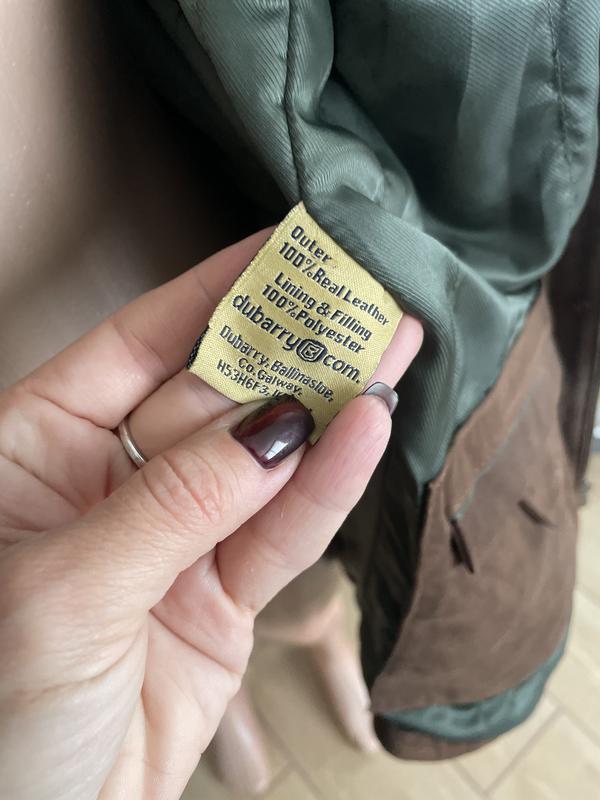 Outer
100%Real Leather
Lining & Filling
100%Polyester
dubarry com.
Dubarry, Ballinasloe,
Co. Galway.
H53H6F3,